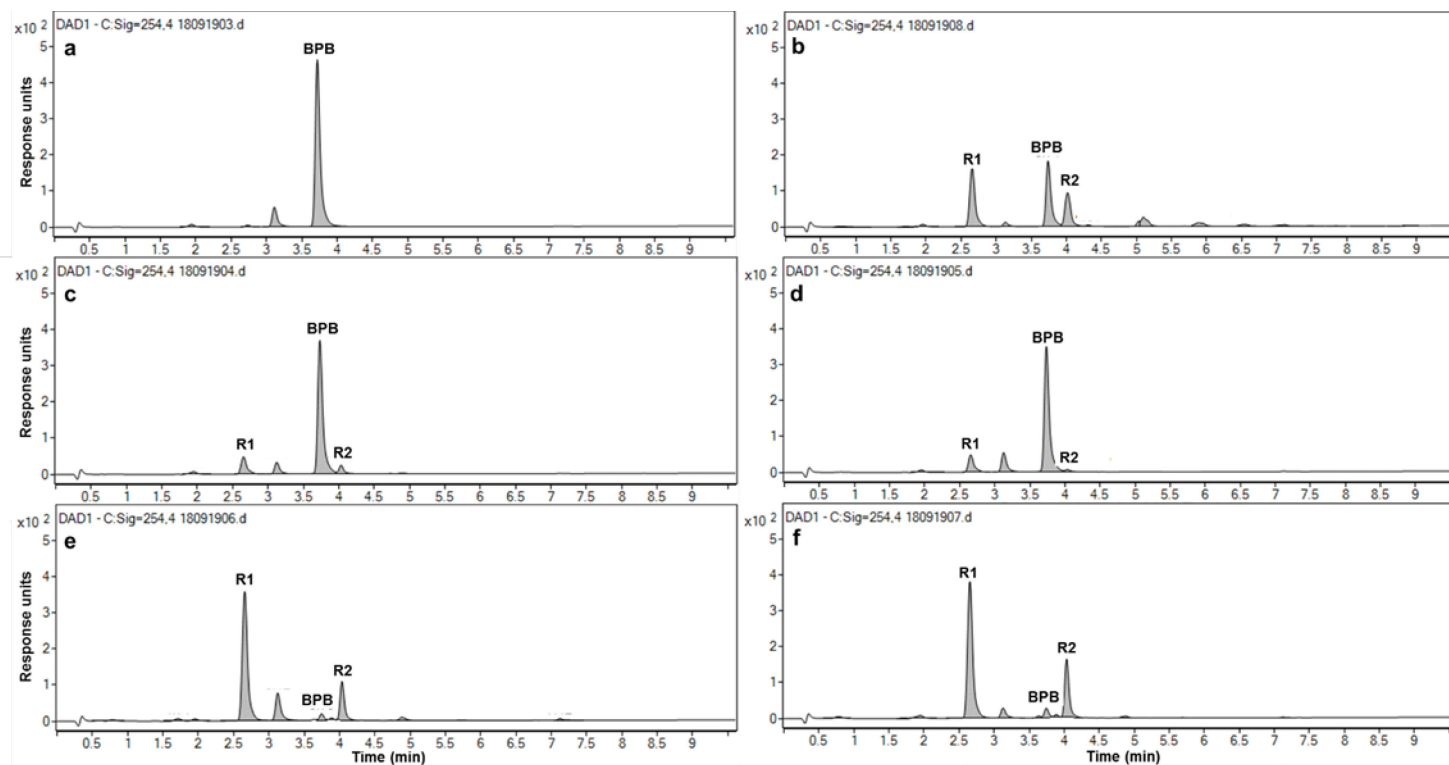 DAD1 - C:Sig=254,4 18091903.d
x10 2
a
BPB
5
4
3
2
1
0
Response units
0.5 1 1.5 2 2.5 3 3.5 4 4.5 5 5.5 6 6.5 7 7.5 8 8.5 9
DAD1 - C:Sig=254,4 18091908.d
x10 2
b
R1
BPB
R2
5
4
3
2
1
0
0.5 1 1.5 2 2.5 3 3.5 4 4.5 5 5.5 6 6.5 7 7.5 8 8.5 9
DAD1 - C:Sig=254,4 18091904.d
x10 2
c
R1
BPB
R2
5
4
3
2
1
0
Response units
0.5 1 1.5 2 2.5 3 3.5 4 4.5 5 5.5 6 6.5 7 7.5 8 8.5 9
DAD1 - C:Sig=254,4 18091905.d
x10 2
d
R1
BPB
R2
5
4
3
2
1
0
0.5 1 1.5 2 2.5 3 3.5 4 4.5 5 5.5 6 6.5 7 7.5 8 8.5 9
DAD1 - C:Sig=254,4 18091906.d
x10 2
e
R1
BPB
R2
5
4
3
2
1
0
Response units
0.5 1 1.5 2 2.5 3 3.5 4 4.5 5 5.5 6 6.5 7 7.5 8 8.5 9
Time (min)
DAD1 - C:Sig=254,4 18091907.d
x10 2
f
R1
BPB
R2
5
4
3
2
1
0
0.5 1 1.5 2 2.5 3 3.5 4 4.5 5 5.5 6 6.5 7 7.5 8 8.5 9
Time (min)